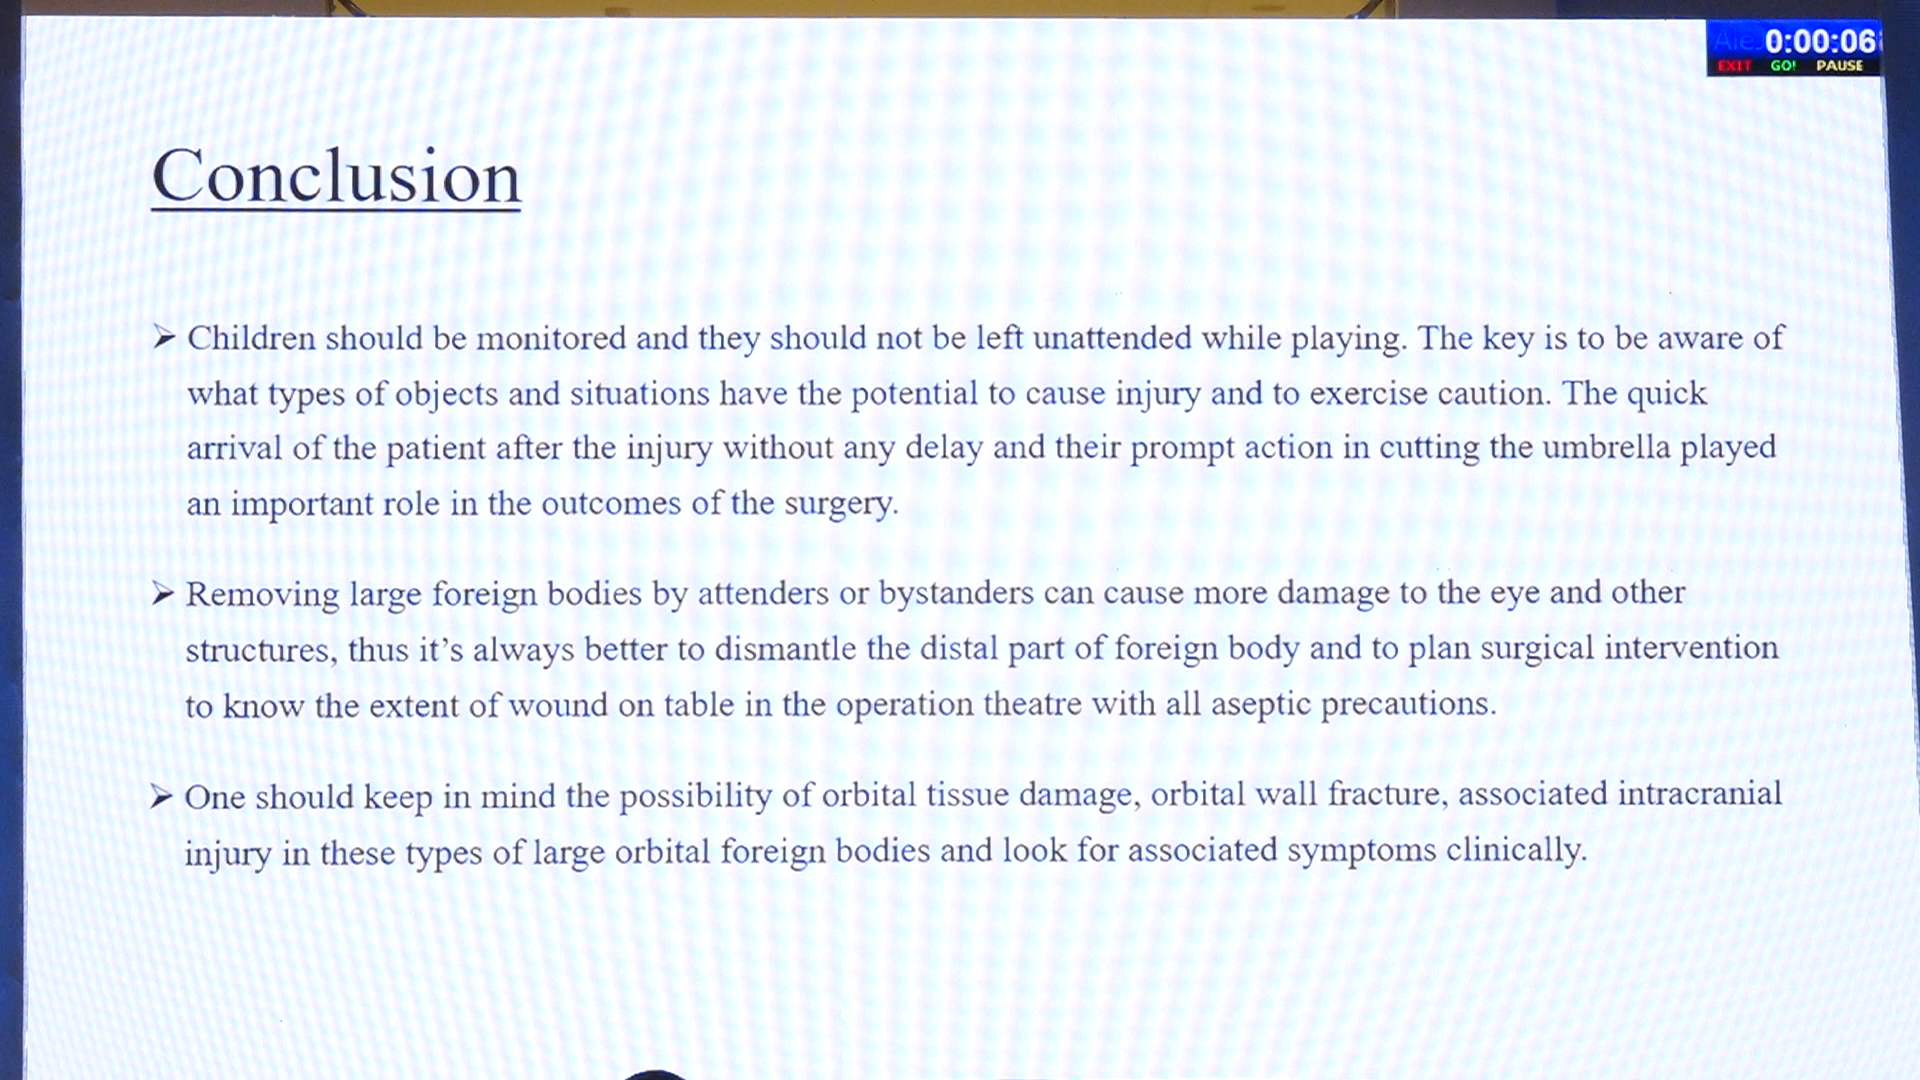 0:00:06
EXIT GO! PAUSE
Conclusion
➢ Children should be monitored and they should not be left unattended while playing. The key is to be aware of
what types of objects and situations have the potential to cause injury and to exercise caution. The quick
arrival of the patient after the injury without any delay and their prompt action in cutting the umbrella played
an important role in the outcomes of the surgery.
➢ Removing large foreign bodies by attenders or bystanders can cause more damage to the eye and other
structures, thus it’s always better to dismantle the distal part of foreign body and to plan surgical intervention
to know the extent of wound on table in the operation theatre with all aseptic precautions.
➢ One should keep in mind the possibility of orbital tissue damage, orbital wall fracture, associated intracranial
injury in these types of large orbital foreign bodies and look for associated symptoms clinically.